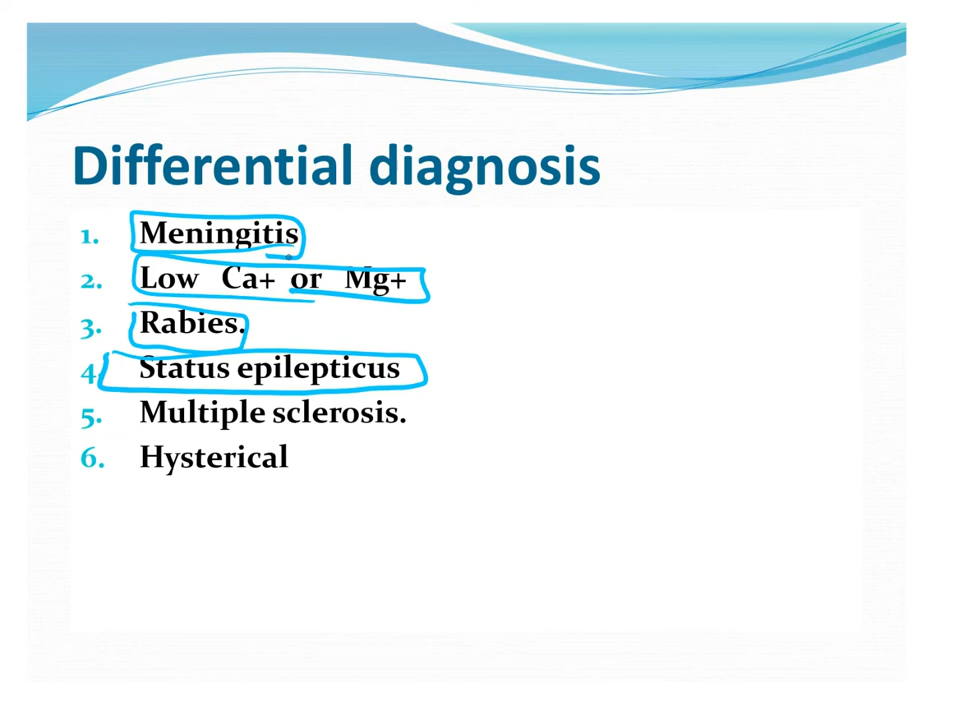 Differential diagnosis
1. Meningitis
2. Low Ca+ or Mg+
3. Rabies.
4. Status epilepticus
5. Multiple sclerosis.
6. Hysterical